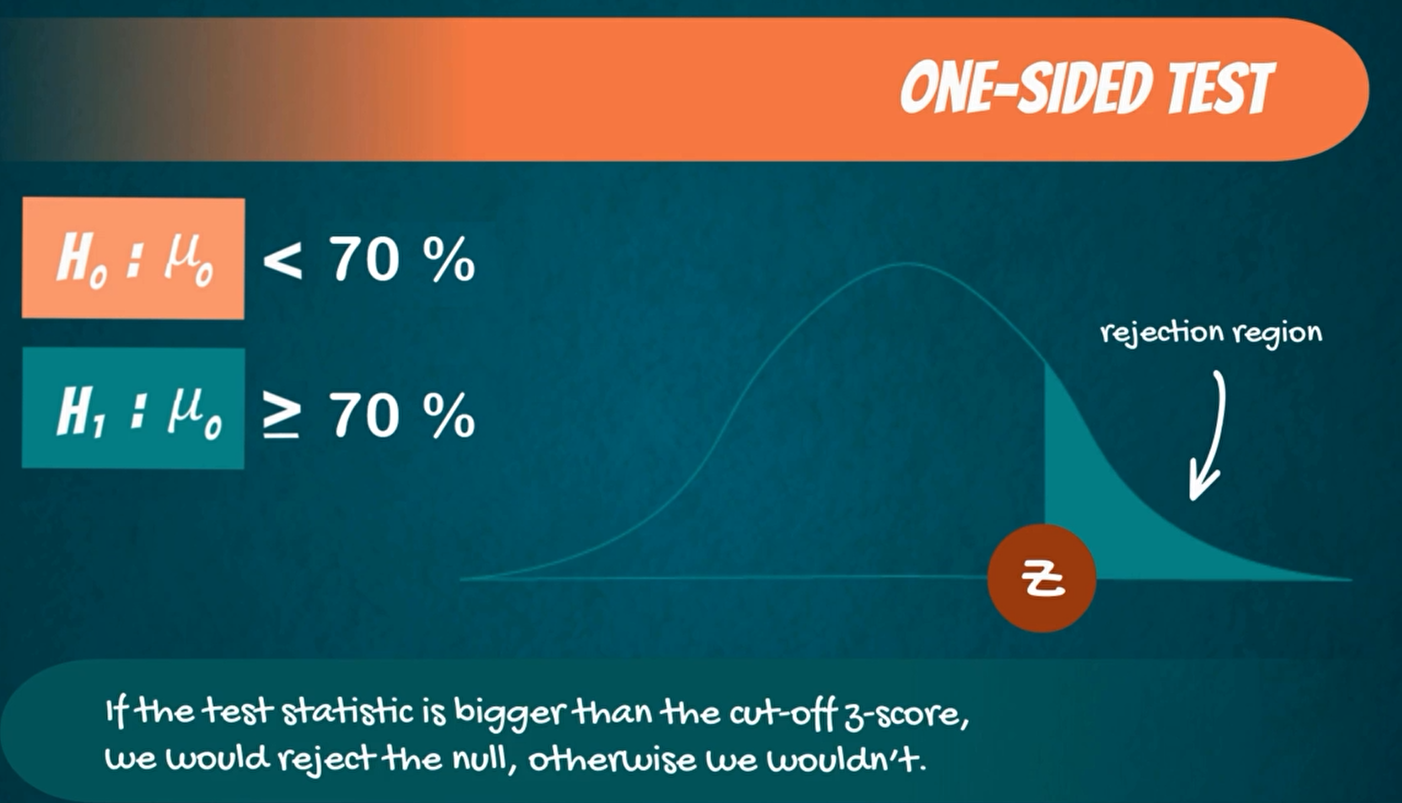 ONE-SIDED TEST
H₀ : μ₀ < 70 %
H₁ : μ₀ ≥ 70 %
rejection region
Z
If the test statistic is bigger than the cut-off z-score,
we would reject the null, otherwise we wouldn't.